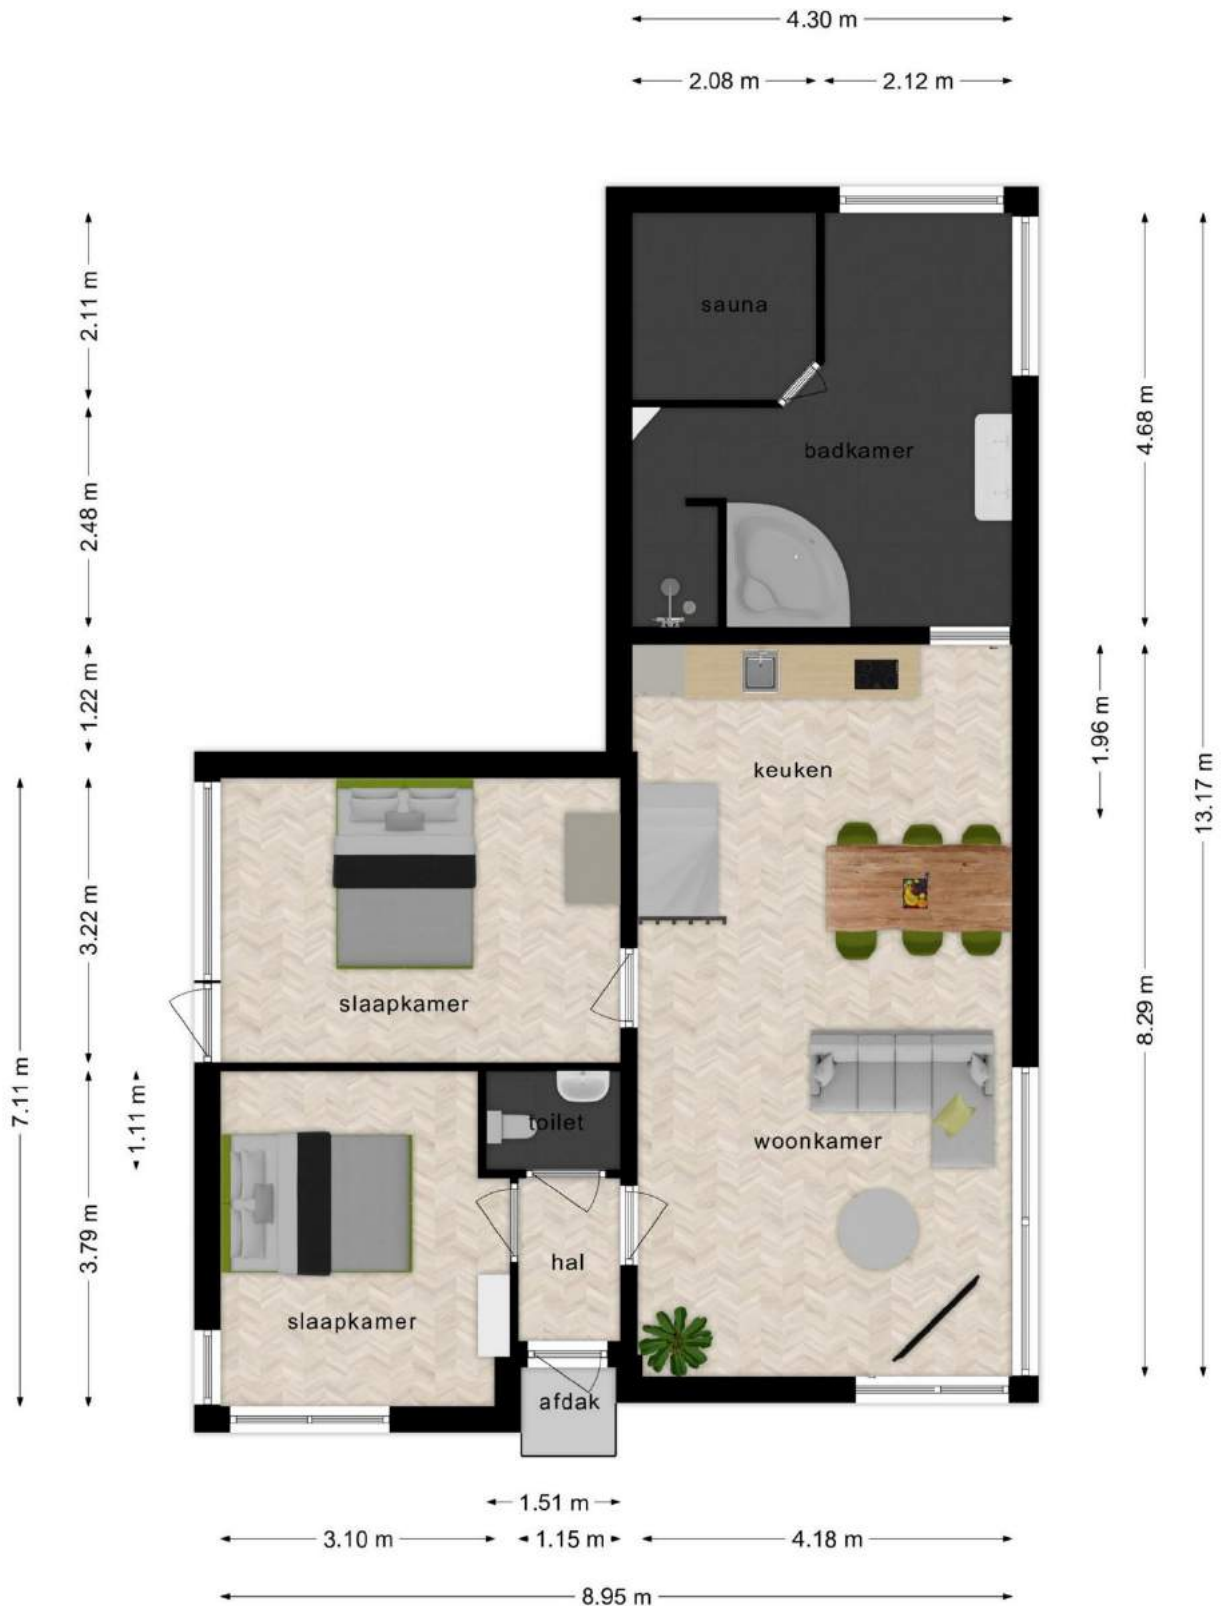 4.30 m
2.08 m
2.12 m
2.11 m
sauna
4.68 m
badkamer
2.48 m
1.22 m
1.96 m
keuken
13.17 m
3.22 m
slaapkamer
8.29 m
7.11 m
1.11 m
toilet
woonkamer
3.79 m
hal
slaapkamer
afdak
1.51 m
3.10 m
1.15 m
4.18 m
8.95 m